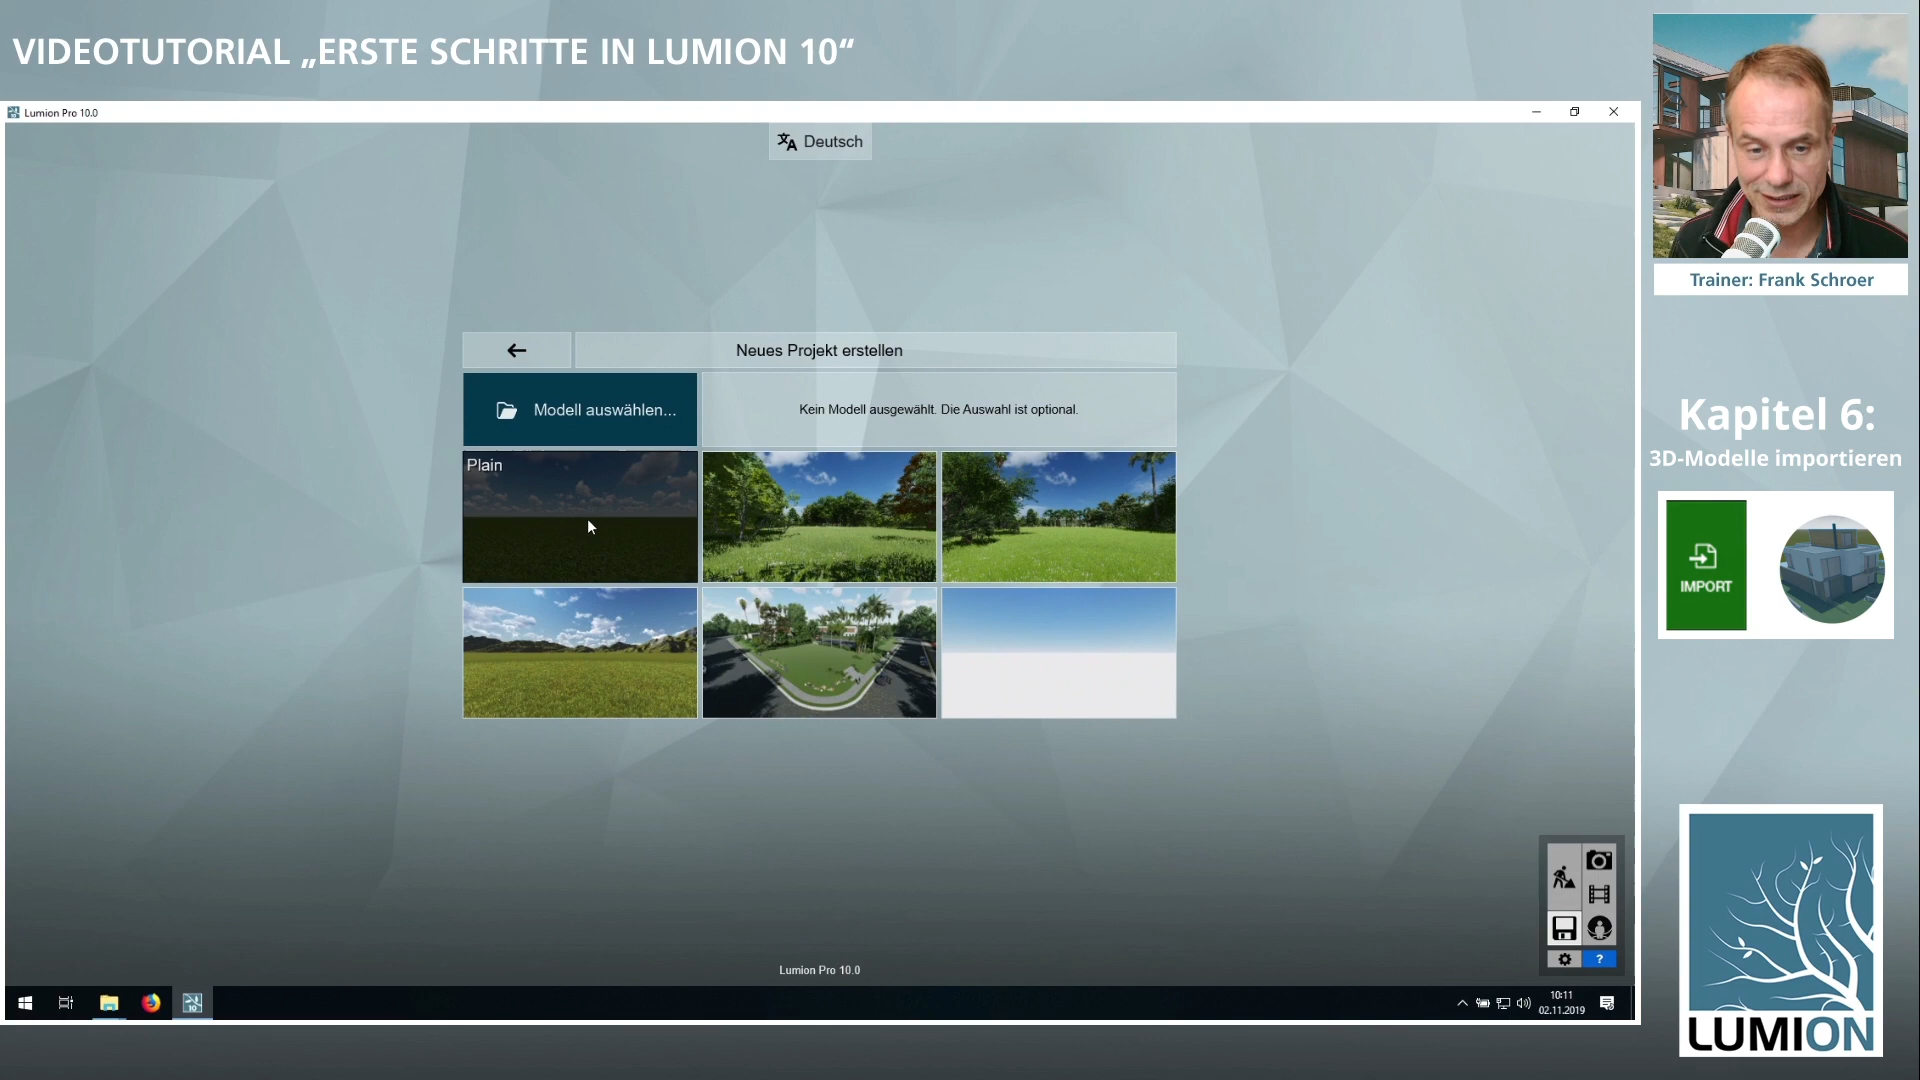 VIDEOTUTORIAL „ERSTE SCHRITTE IN LUMION 10“
Lumion Pro 10.0
Deutsch
Trainer: Frank Schroer
Neues Projekt erstellen
Modell auswählen...
Kein Modell ausgewählt. Die Auswahl ist optional.
Plain
Kapitel 6:
3D-Modelle importieren
IMPORT
?
Lumion Pro 10.0
10
10:11
02.11.2019
LUMION